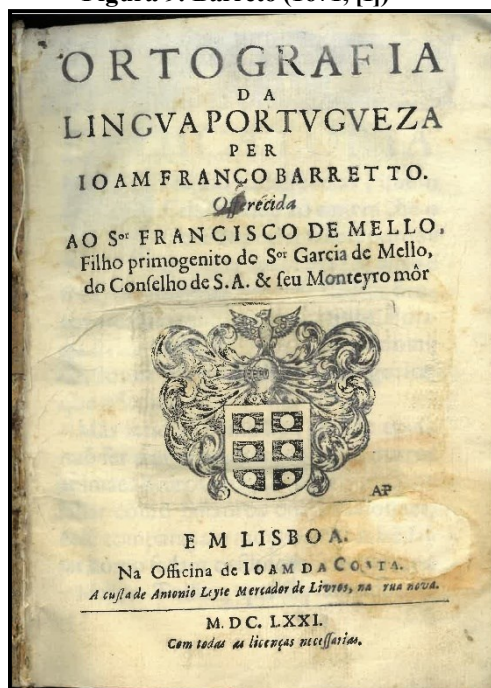 Figura 9: Barreto (1671, [i])
ORTOGRAFIA
DA
LINGVA PORTVGVEZA
PER
IOAM FRANCO BARRETTO.
Offerecida
AO Sor FRANCISCO DE MELLO,
Filho primogenito do Sor Garcia de Mello,
do Conſelho de S.A. & ſeu Monteyro môr
AP
EM LISBOA.
Na Officina de IOAM DA COSTA.
A cuſta de Antonio Leyte Mercador de Livros, na rua nova.
M. DC. LXXI.
Com todas as licenças neceſſarias.